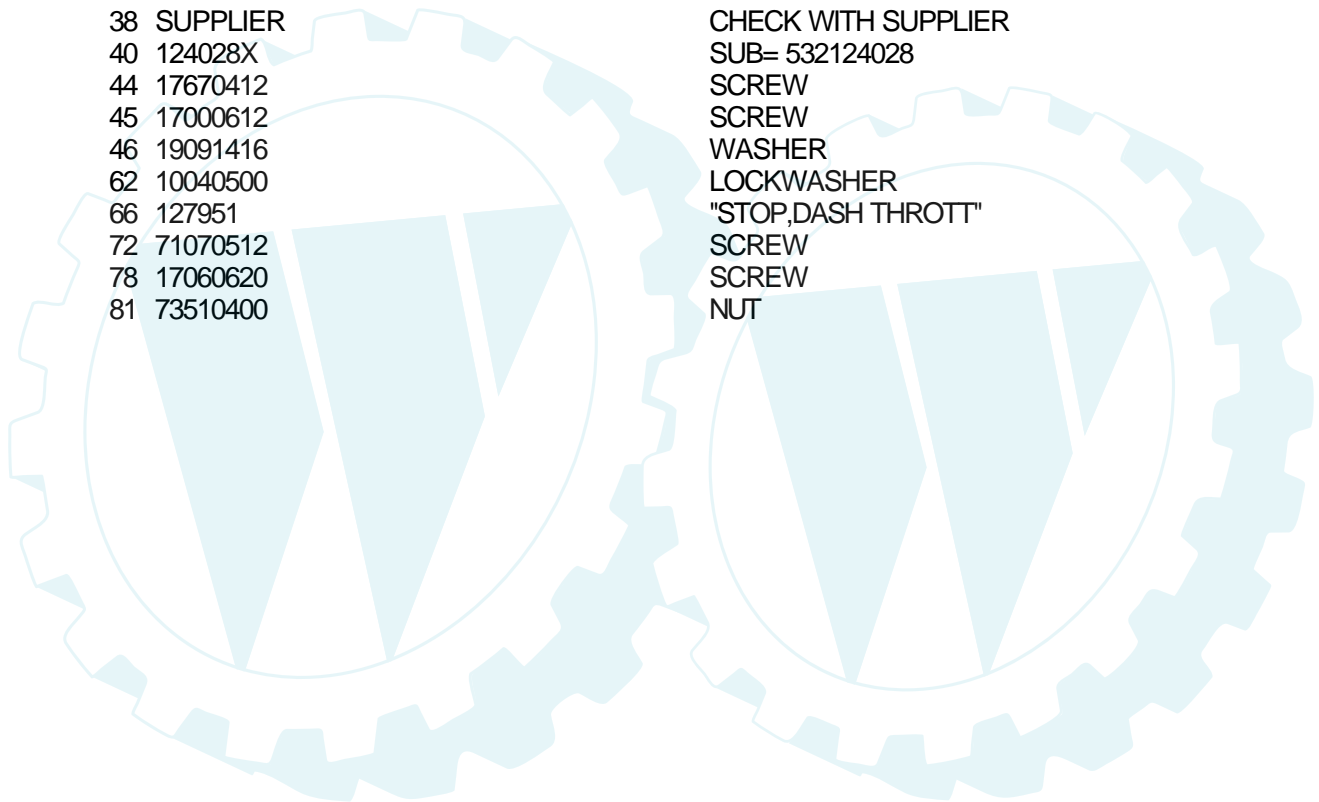 38 SUPPLIER CHECK WITH SUPPLIER
40 124028X SUB= 532124028
44 17670412 SCREW
45 17000612 SCREW
46 19091416 WASHER
62 10040500 LOCKWASHER
66 127951 "STOP,DASH THROTT"
72 71070512 SCREW
78 17060620 SCREW
81 73510400 NUT